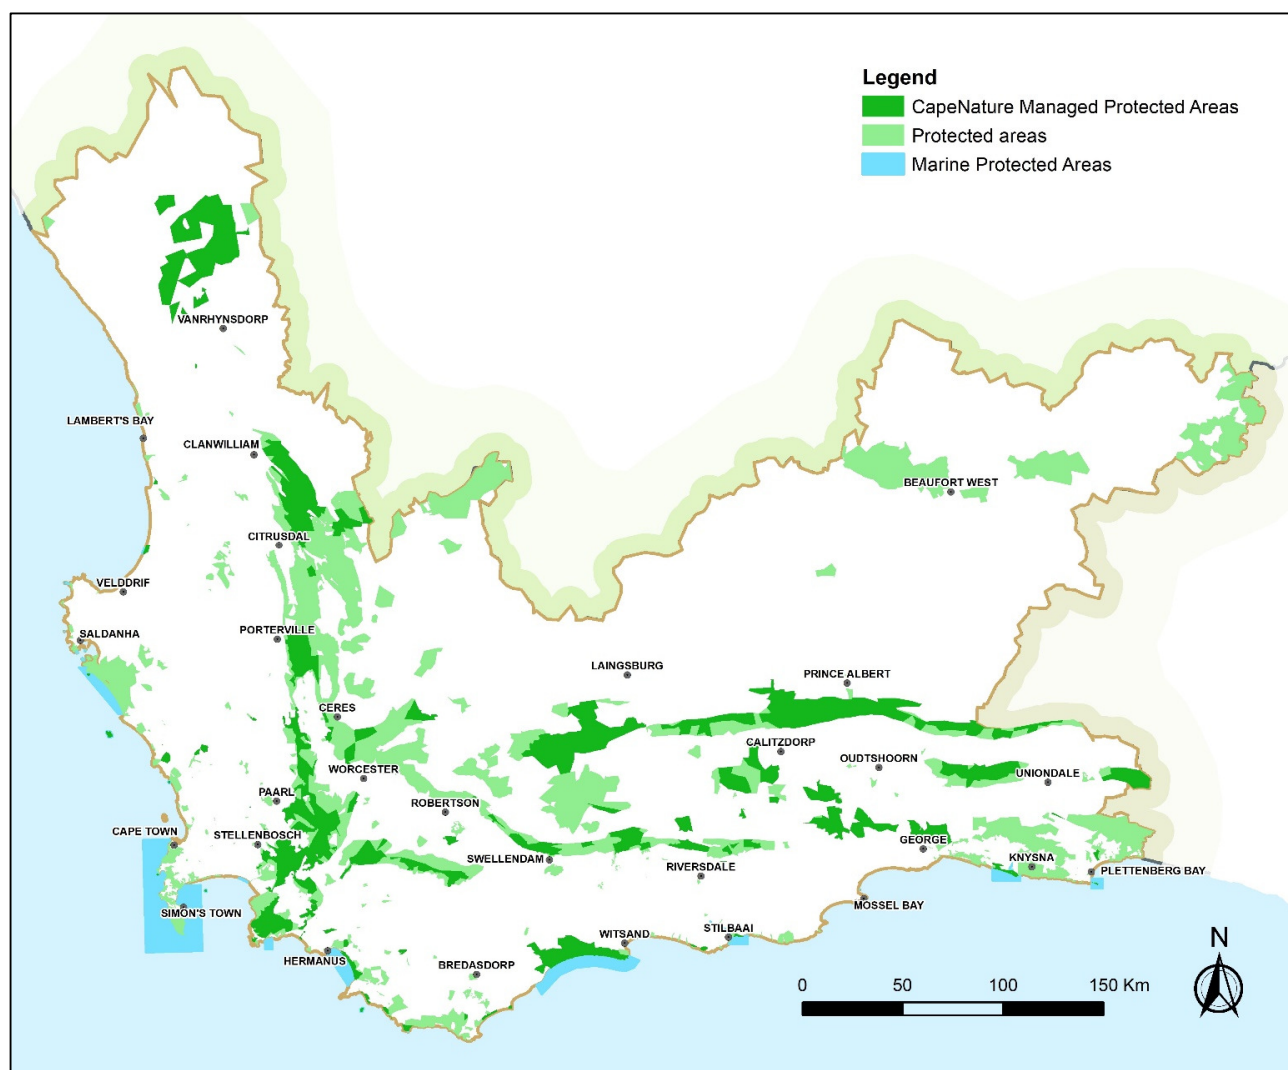 Legend
CapeNature Managed Protected Areas
Protected areas
Marine Protected Areas
VANRHYNSDORP
LAMBERT'S BAY
CLANWILLIAM
BEAUFORT WEST
CITRUSDAL
VELDDRIF
SALDANHA
PORTERVILLE
LAINGSBURG
PRINCE ALBERT
CERES
CALITZDORP
OUDTSHOORN
WORCESTER
UNIONDALE
PAARL
ROBERTSON
CAPE TOWN
STELLENBOSCH
GEORGE
SWELLENDAM
KNYSNA
RIVERSDALE
PLETTENBERG BAY
MOSSEL BAY
SIMON'S TOWN
STILBAAI
WITSAND
HERMANUS
BREDASDORP
N
0 50 100 150 Km